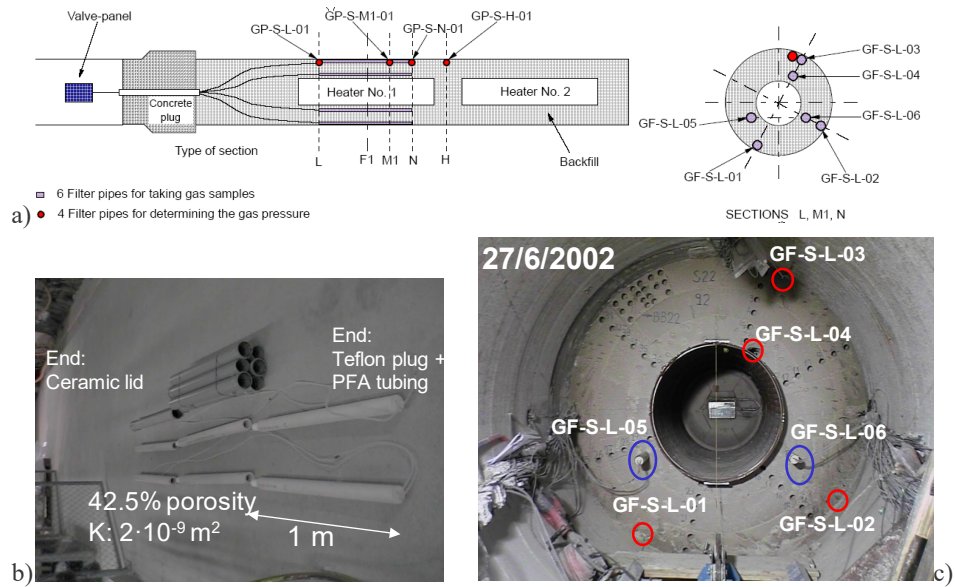 a)
Valve-panel
GP-S-L-01
GP-S-M1-01
GP-S-N-01
GP-S-H-01
Heater No. 1
Heater No. 2
Concrete
plug
Type of section
L
F1
M1
N
H
Backfill
6 Filter pipes for taking gas samples
4 Filter pipes for determining the gas pressure
GF-S-L-03
GF-S-L-04
GF-S-L-06
GF-S-L-05
GF-S-L-01
GF-S-L-02
SECTIONS L, M1, N
b)
End:
Ceramic lid
End:
Teflon plug +
PFA tubing
42.5% porosity
K: 2·10-9 m2
1 m
c)
27/6/2002
S22
92
GF-S-L-03
GF-S-L-04
GF-S-L-05
GF-S-L-06
GF-S-L-01
GF-S-L-02